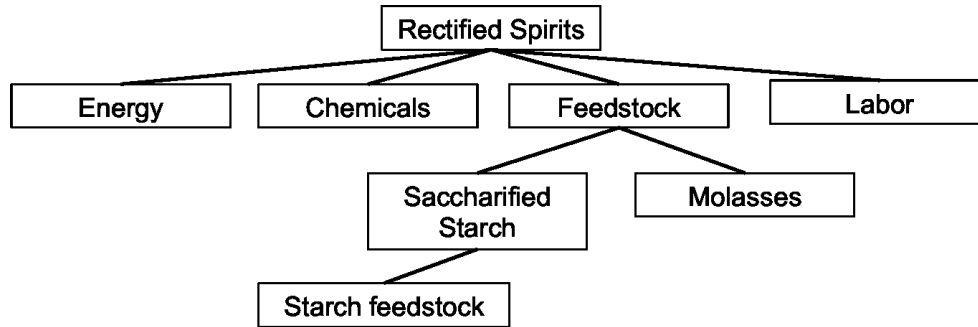 Rectified Spirits
Energy
Chemicals
Feedstock
Labor
Saccharified
Starch
Molasses
Starch feedstock